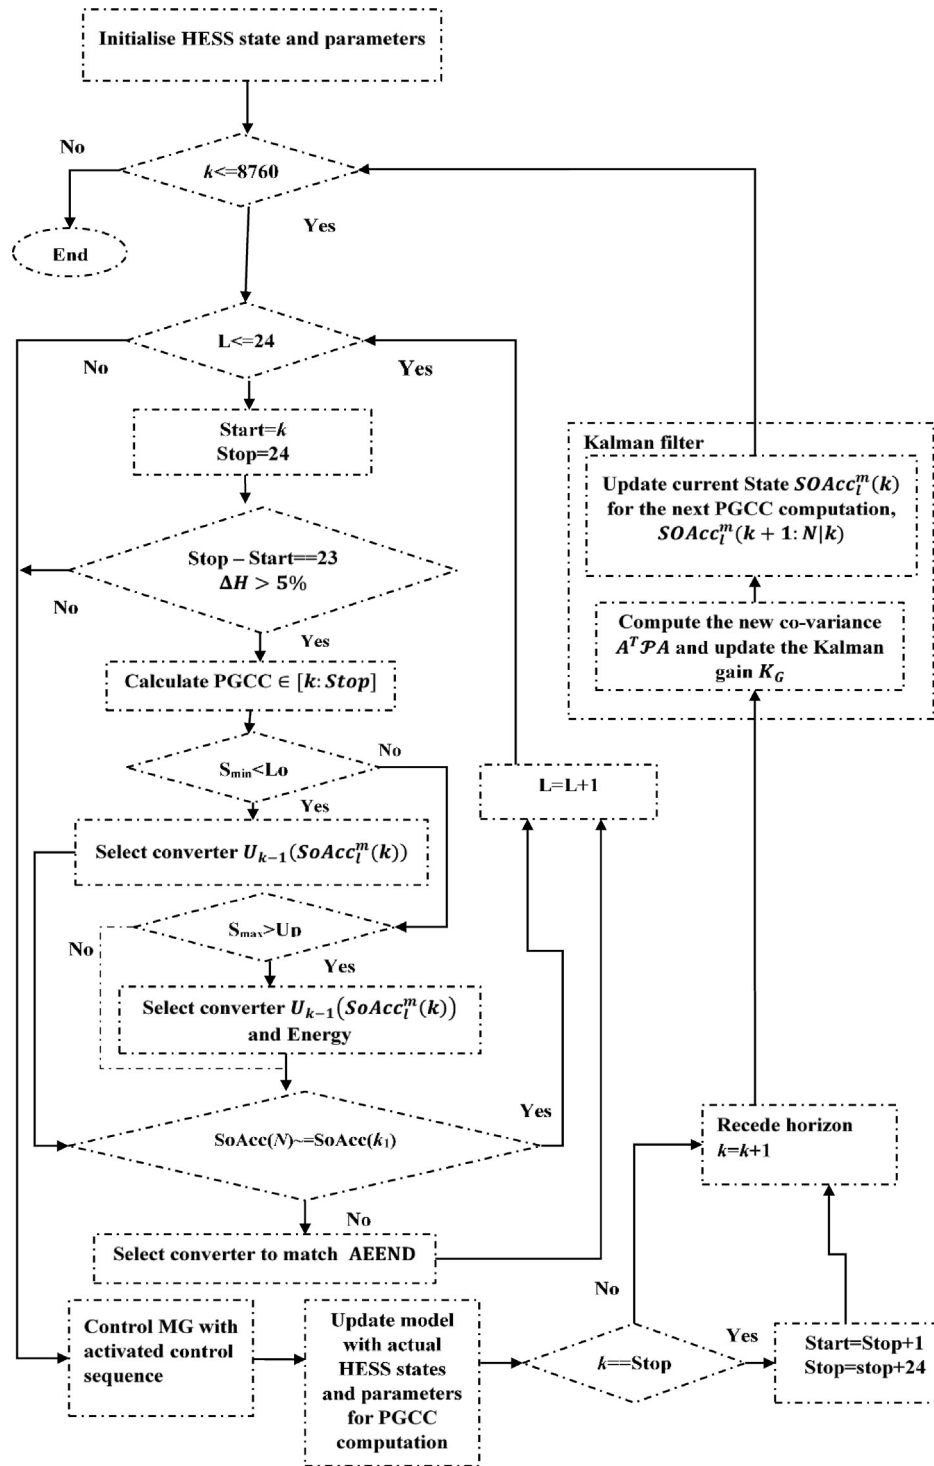 Initialise HESS state and parameters
No
k<=8760
Yes
End
L<=24
No
Yes
Start=k
Stop=24
Kalman filter
Update current State SOAcc_l^m(k)
for the next PGCC computation,
SOAcc_l^m(k + 1: N|k)
Stop – Start==23
ΔH > 5%
No
Yes
Compute the new co-variance
A^T 𝒫A and update the Kalman
gain K_G
Calculate PGCC ∈ [k: Stop]
No
S_min<Lo
Yes
L=L+1
Select converter U_{k−1}(SoAcc_l^m(k))
No
S_max>Up
Yes
Select converter U_{k−1}(SoAcc_l^m(k))
and Energy
Yes
SoAcc(N)~=SoAcc(k_1)
No
Recede horizon
k=k+1
Select converter to match AEEND
No
Control MG with
activated control
sequence
Update model
with actual
HESS states
and parameters
for PGCC
computation
k==Stop
Yes
Start=Stop+1
Stop=stop+24